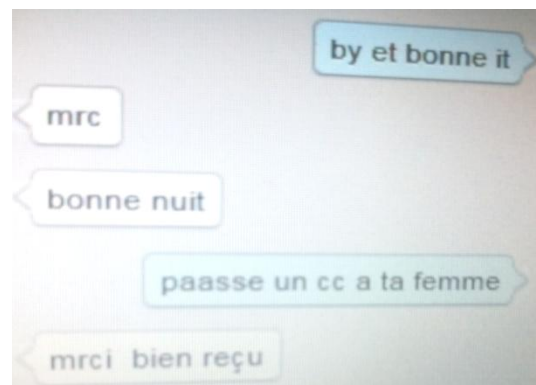 by et bonne it
mrc
bonne nuit
paasse un cc a ta femme
mrci bien reçu